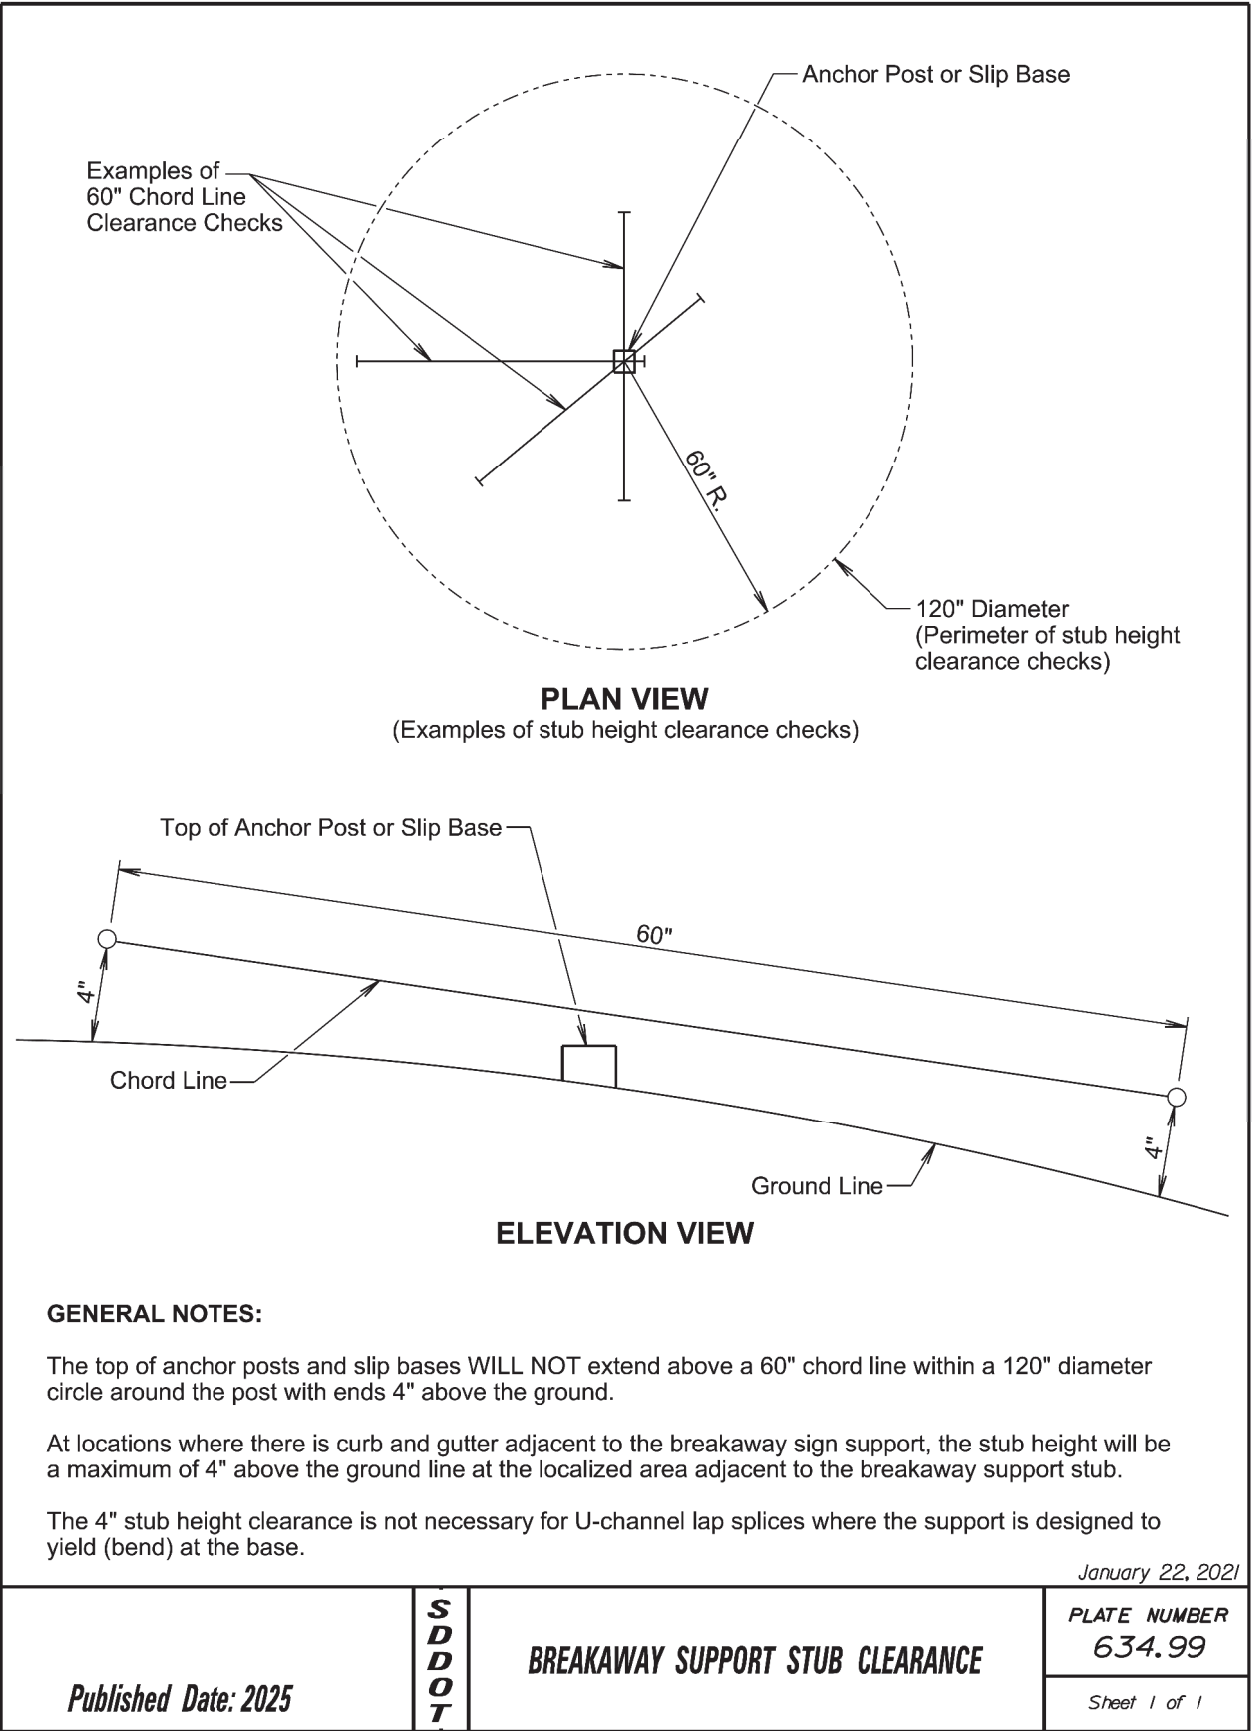 Anchor Post or Slip Base
Examples of
60" Chord Line
Clearance Checks
60" R.
120" Diameter
(Perimeter of stub height
clearance checks)
PLAN VIEW
(Examples of stub height clearance checks)
Top of Anchor Post or Slip Base
60"
4"
Chord Line
4"
Ground Line
ELEVATION VIEW
GENERAL NOTES:
The top of anchor posts and slip bases WILL NOT extend above a 60" chord line within a 120" diameter
circle around the post with ends 4" above the ground.
At locations where there is curb and gutter adjacent to the breakaway sign support, the stub height will be
a maximum of 4" above the ground line at the localized area adjacent to the breakaway support stub.
The 4" stub height clearance is not necessary for U-channel lap splices where the support is designed to
yield (bend) at the base.
January 22, 2021
Published Date: 2025
S
D
D
O
T
BREAKAWAY SUPPORT STUB CLEARANCE
PLATE NUMBER
634.99
Sheet 1 of 1